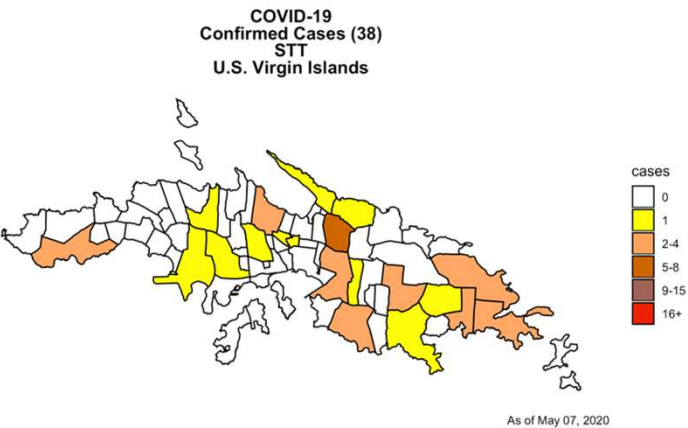 COVID-19
Confirmed Cases (38)
STT
U.S. Virgin Islands
cases
0
1
2-4
5-8
9-15
16+
As of May 07, 2020